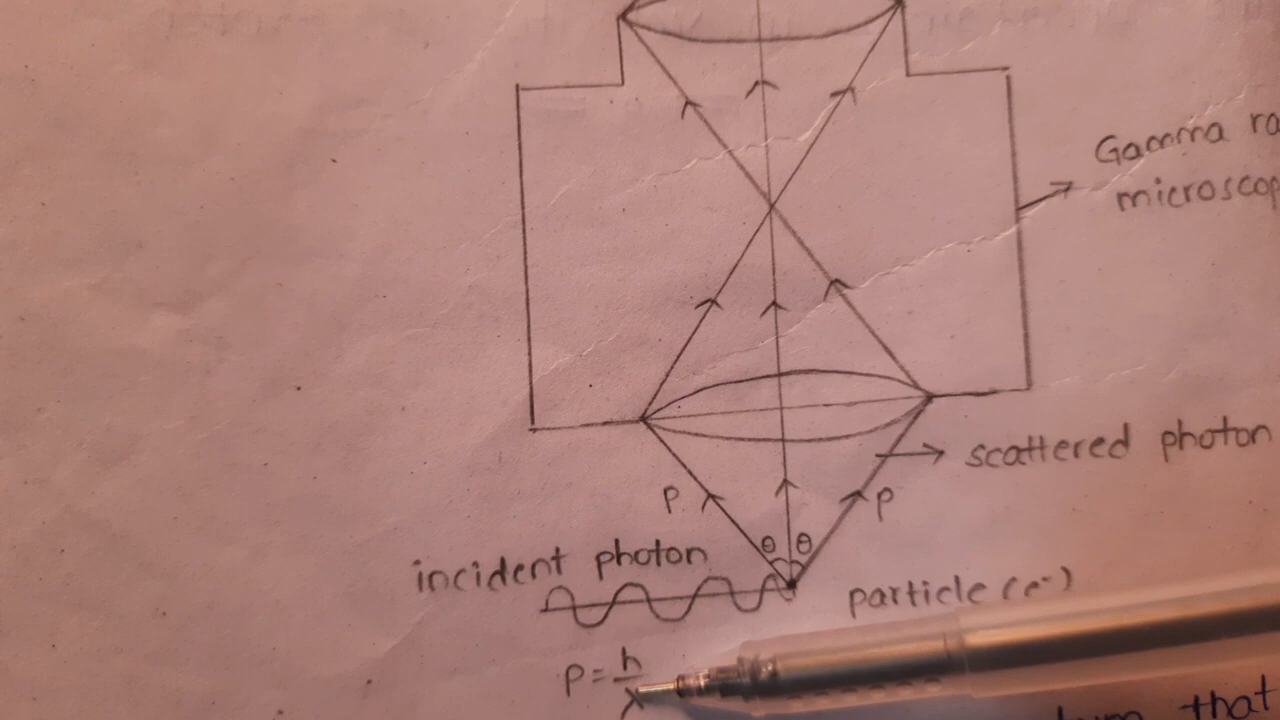 Gamma ra
microscop
scattered photon
P
P
θ θ
incident photon
particle (e⁻)
P = h
λ
that